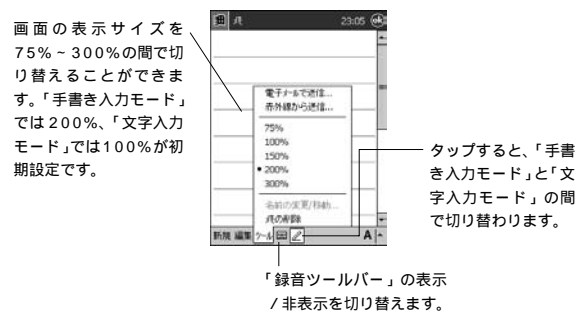 画面の表示サイズを
75%~300%の間で切
り替えることができま
す。「手書き入力モード」
では200%、「文字入力
モード」では100%が初
期設定です。
メモ 23:05 ok
電子メールで送信...
赤外線から送信...
75%
100%
150%
200%
300%
名前の変更/移動...
メモの削除
新規 編集 ツール
A
タップすると、「手書
き入力モード」と「文
字入力モード」の間
で切り替わります。
「録音ツールバー」の表示
/非表示を切り替えます。